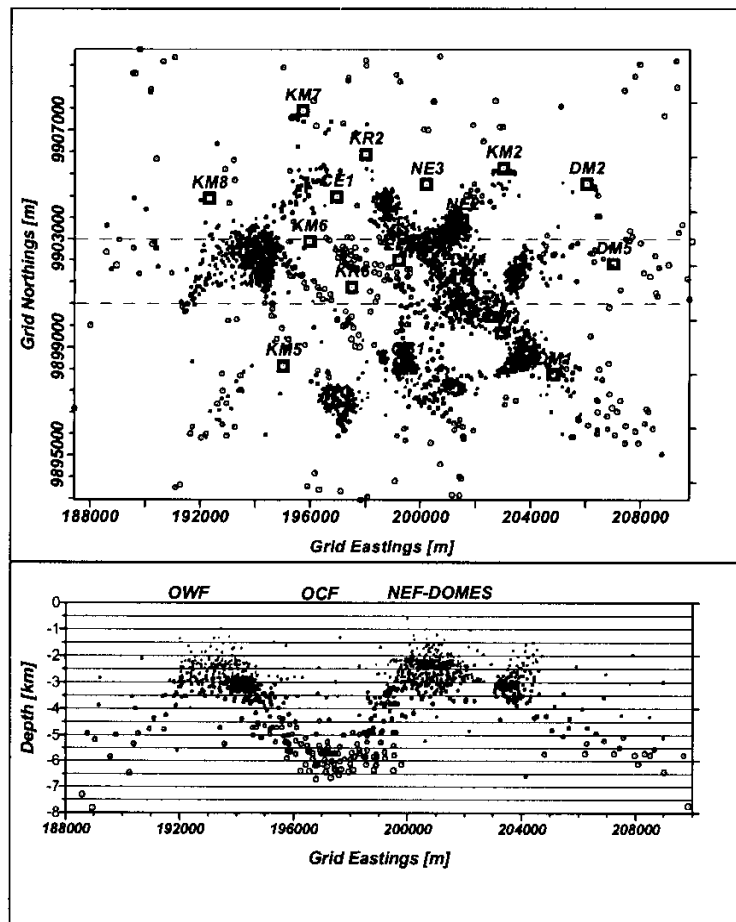 9907000
9903000
9899000
9895000
Grid Northings [m]
KM7
KR2
KM2
NE3
DM2
KM8
CE1
KM6
DM5
KR6
KM5
188000 192000 196000 200000 204000 208000
Grid Eastings [m]
OWF OCF NEF-DOMES
0
-1
-2
-3
-4
-5
-6
-7
-8
Depth [km]
188000 192000 196000 200000 204000 208000
Grid Eastings [m]